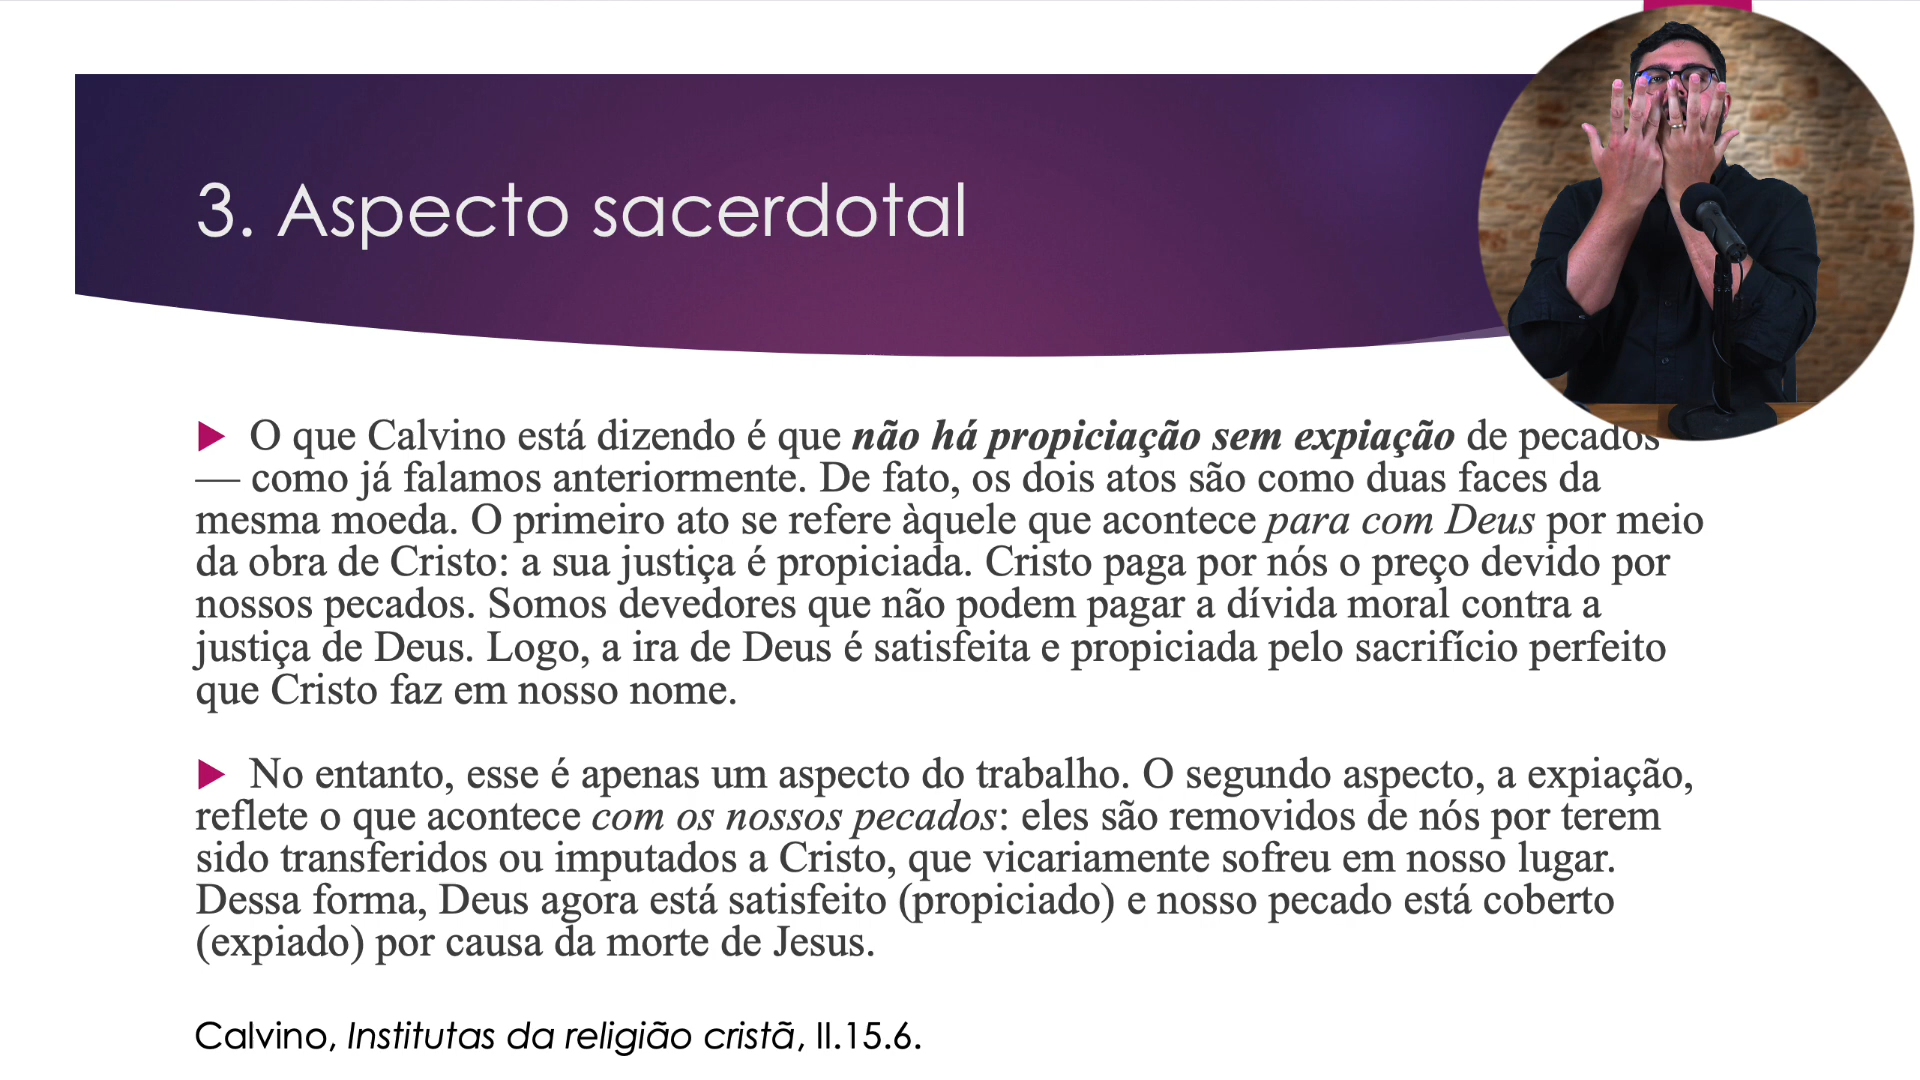 3. Aspecto sacerdotal
O que Calvino está dizendo é que não há propiciação sem expiação de pecados
— como já falamos anteriormente. De fato, os dois atos são como duas faces da
mesma moeda. O primeiro ato se refere àquele que acontece para com Deus por meio
da obra de Cristo: a sua justiça é propiciada. Cristo paga por nós o preço devido por
nossos pecados. Somos devedores que não podem pagar a dívida moral contra a
justiça de Deus. Logo, a ira de Deus é satisfeita e propiciada pelo sacrifício perfeito
que Cristo faz em nosso nome.
No entanto, esse é apenas um aspecto do trabalho. O segundo aspecto, a expiação,
reflete o que acontece com os nossos pecados: eles são removidos de nós por terem
sido transferidos ou imputados a Cristo, que vicariamente sofreu em nosso lugar.
Dessa forma, Deus agora está satisfeito (propiciado) e nosso pecado está coberto
(expiado) por causa da morte de Jesus.
Calvino, Institutas da religião cristã, II.15.6.